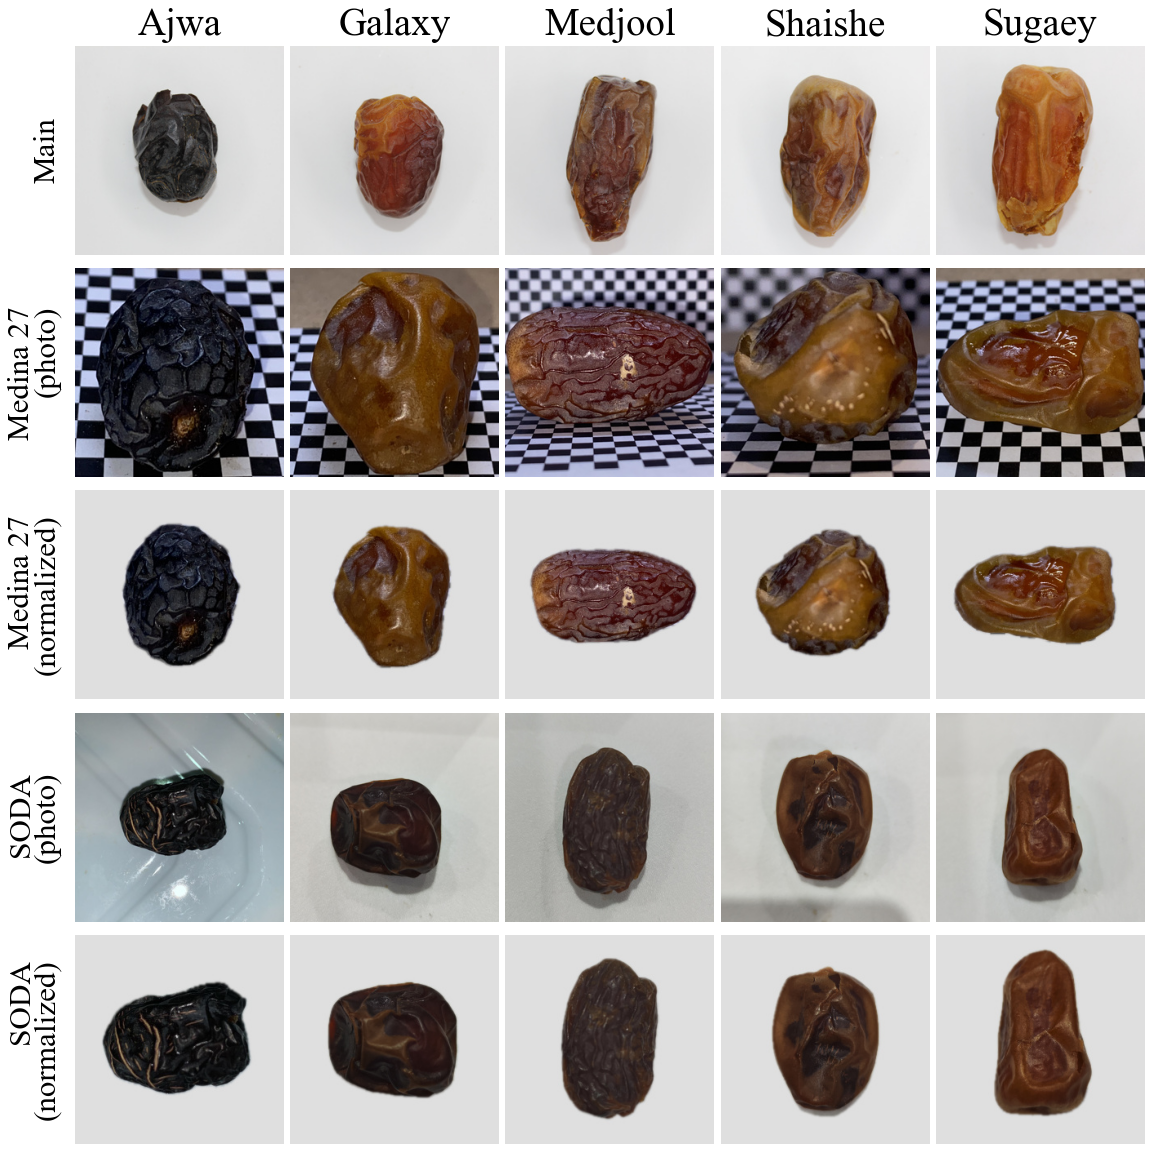 Ajwa
Galaxy
Medjool
Shaishe
Sugaey
Main
Medina 27
(photo)
Medina 27
(normalized)
SODA
(photo)
SODA
(normalized)